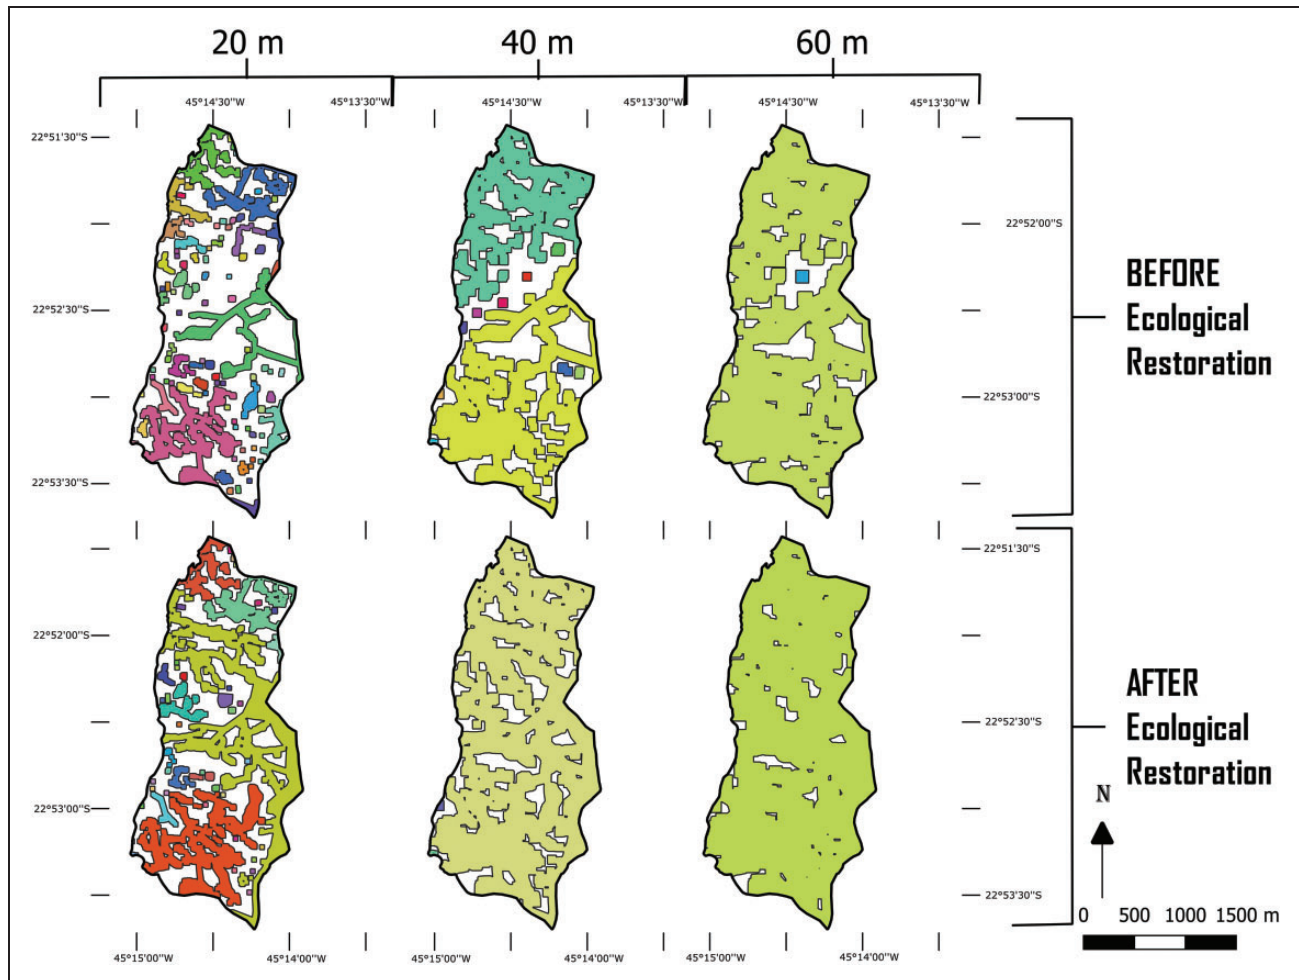 20 m 40 m 60 m
45°14'30"W 45°13'30"W 45°14'30"W 45°13'30"W 45°14'30"W 45°13'30"W
22°51'30"S
22°52'00"S
22°52'30"S
22°53'00"S
22°53'30"S
BEFORE
Ecological
Restoration
22°51'30"S
22°52'00"S
22°52'30"S
22°53'00"S
22°53'30"S
AFTER
Ecological
Restoration
N
0 500 1000 1500 m
45°15'00"W 45°14'00"W 45°15'00"W 45°14'00"W 45°15'00"W 45°14'00"W